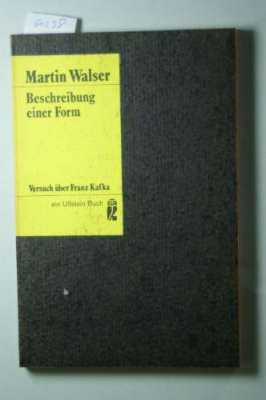 Martin Walser
Beschreibung
einer Form
Versuch über Franz Kafka
ein Ullstein Buch